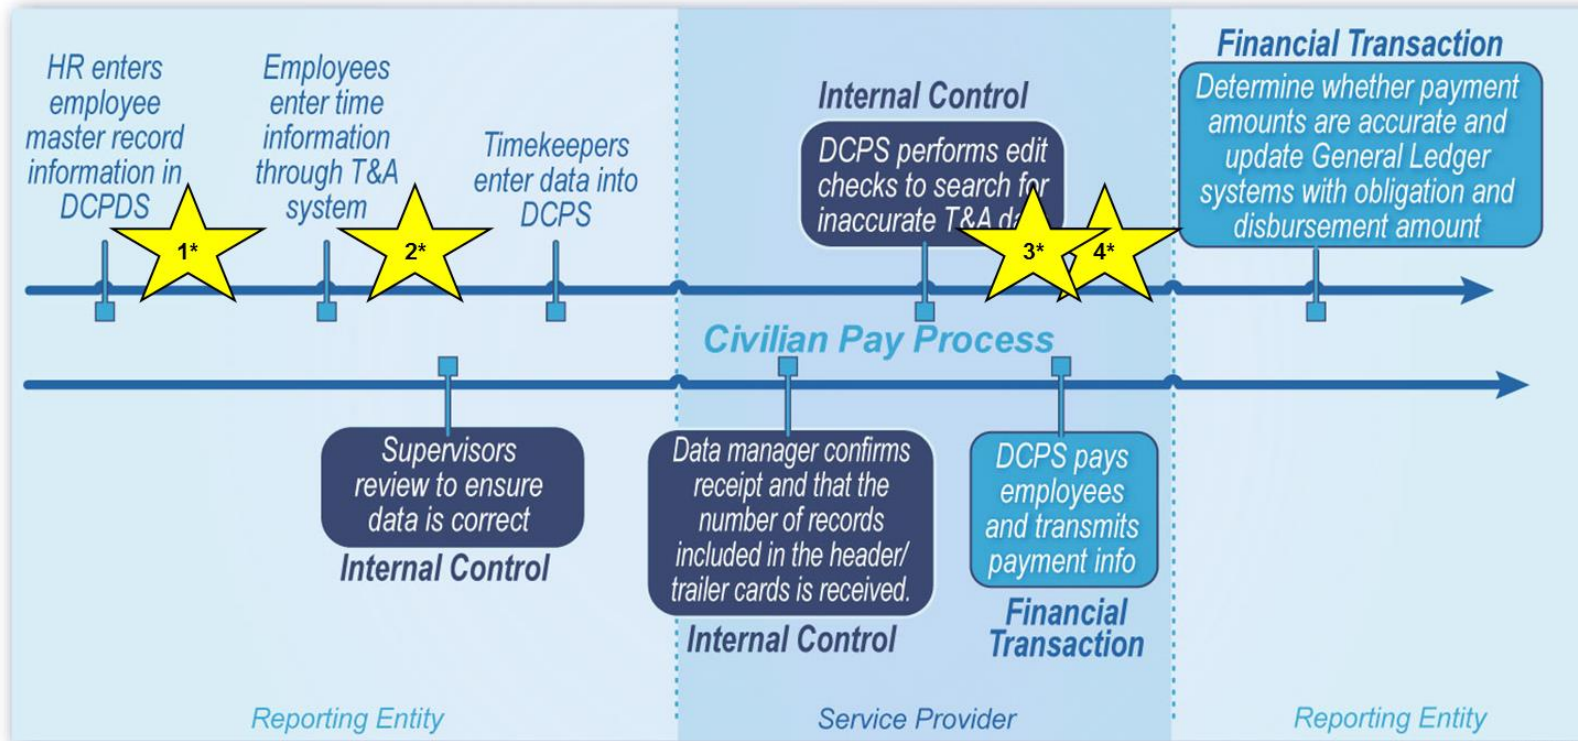 HR enters
employee
master record
information in
DCPDS
1*
Employees
enter time
information
through T&A
system
2*
Timekeepers
enter data into
DCPS
Internal Control
DCPS performs edit
checks to search for
inaccurate T&A
3*
4*
Financial Transaction
Determine whether payment
amounts are accurate and
update General Ledger
systems with obligation and
disbursement amount
Civilian Pay Process
Supervisors
review to ensure
data is correct
Internal Control
Data manager confirms
receipt and that the
number of records
included in the header/
trailer cards is received.
Internal Control
DCPS pays
employees
and transmits
payment info
Financial
Transaction
Reporting Entity
Service Provider
Reporting Entity